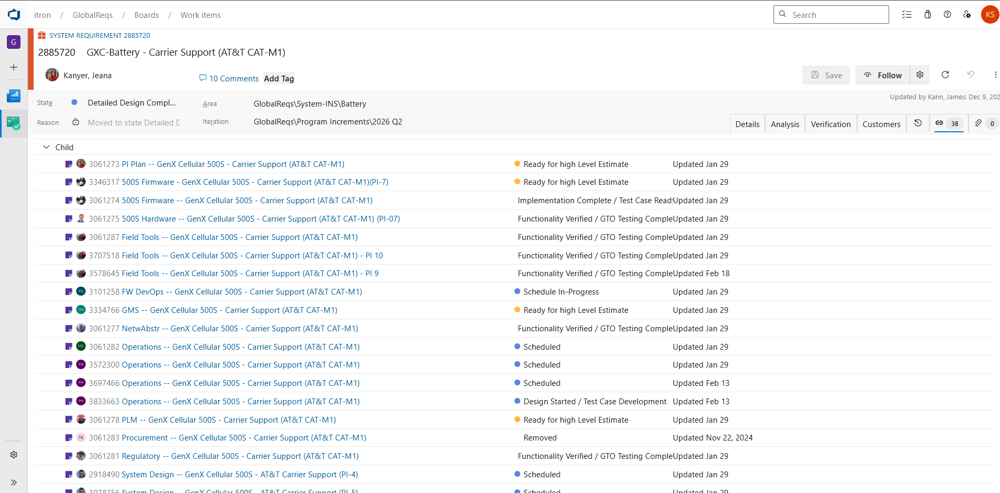 itron / GlobalReqs / Boards / Work items
Search
KS
G
SYSTEM REQUIREMENT 2885720
2885720 GXC-Battery - Carrier Support (AT&T CAT-M1)
Kanyer, Jeana
10 Comments
Add Tag
Save
Follow
State
Detailed Design Compl...
Area
GlobalReqs\System-INS\Battery
Updated by Kann, James: Dec 9, 202
Reason
Moved to state Detailed D
Iteration
GlobalReqs\Program Increments\2026 Q2
Details
Analysis
Verification
Customers
38
0
Child
3061273 PI Plan -- GenX Cellular 500S - Carrier Support (AT&T CAT-M1) Ready for high Level Estimate Updated Jan 29
3346317 500S Firmware - GenX Cellular 500S - Carrier Support (AT&T CAT-M1)(PI-7) Ready for high Level Estimate Updated Jan 29
3061274 500S Firmware -- GenX Cellular 500S - Carrier Support (AT&T CAT-M1) Implementation Complete / Test Case Ready Updated Jan 29
3061275 500S Hardware -- GenX Cellular 500S - Carrier Support (AT&T CAT-M1) (PI-07) Functionality Verified / GTO Testing Comple Updated Jan 29
3061287 Field Tools -- GenX Cellular 500S - Carrier Support (AT&T CAT-M1) Functionality Verified / GTO Testing Comple Updated Jan 29
3707518 Field Tools -- GenX Cellular 500S - Carrier Support (AT&T CAT-M1) - PI 10 Functionality Verified / GTO Testing Comple Updated Jan 29
3578645 Field Tools -- GenX Cellular 500S - Carrier Support (AT&T CAT-M1) - PI 9 Functionality Verified / GTO Testing Comple Updated Feb 18
PG 3101258 FW DevOps -- GenX Cellular 500S - Carrier Support (AT&T CAT-M1) Schedule In-Progress Updated Jan 29
CM 3334766 GMS -- GenX Cellular 500S - Carrier Support (AT&T CAT-M1) Ready for high Level Estimate Updated Jan 29
3061277 NetwAbstr -- GenX Cellular 500S - Carrier Support (AT&T CAT-M1) Functionality Verified / GTO Testing Comple Updated Jan 29
HD 3061282 Operations -- GenX Cellular 500S - Carrier Support (AT&T CAT-M1) Scheduled Updated Jan 29
PH 3572300 Operations -- GenX Cellular 500S - Carrier Support (AT&T CAT-M1) Scheduled Updated Jan 29
PH 3697466 Operations -- GenX Cellular 500S - Carrier Support (AT&T CAT-M1) Scheduled Updated Feb 13
PH 3833663 Operations -- GenX Cellular 500S - Carrier Support (AT&T CAT-M1) Design Started / Test Case Development Updated Feb 13
3061278 PLM -- GenX Cellular 500S - Carrier Support (AT&T CAT-M1) Ready for high Level Estimate Updated Jan 29
TK 3061283 Procurement -- GenX Cellular 500S - Carrier Support (AT&T CAT-M1) Removed Updated Nov 22, 2024
3061281 Regulatory -- GenX Cellular 500S - Carrier Support (AT&T CAT-M1) Functionality Verified / GTO Testing Comple Updated Jan 29
2918490 System Design -- GenX Cellular 500S - AT&T Carrier Support (PI-4) Scheduled Updated Jan 29
3078756 System Design -- GenX Cellular 500S - AT&T Carrier Support (PI-5) Scheduled Updated Jan 29